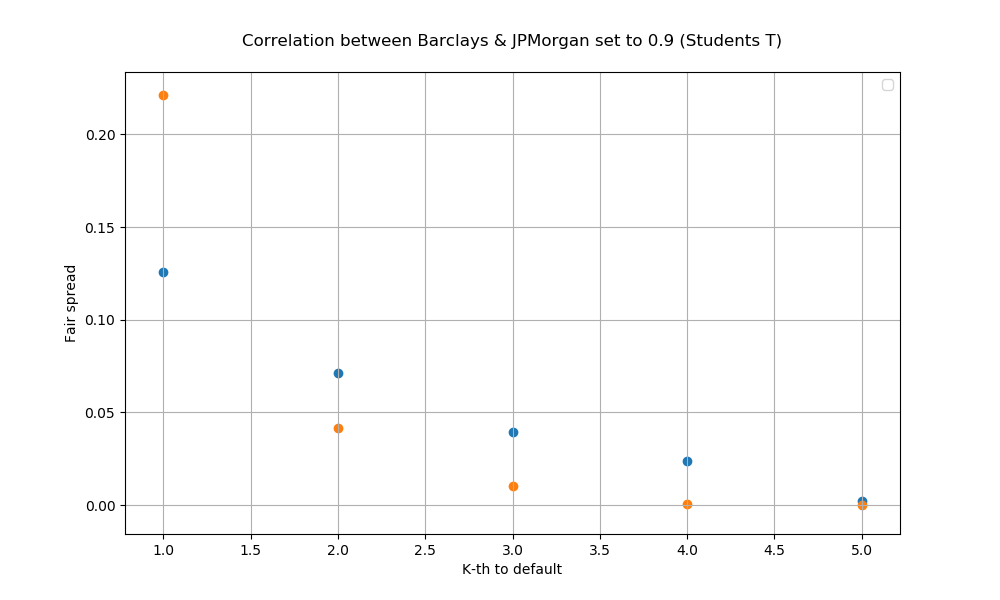 Correlation between Barclays & JPMorgan set to 0.9 (Students T)
0.20
0.15
0.10
0.05
0.00
Fair spread
1.0 1.5 2.0 2.5 3.0 3.5 4.0 4.5 5.0
K-th to default